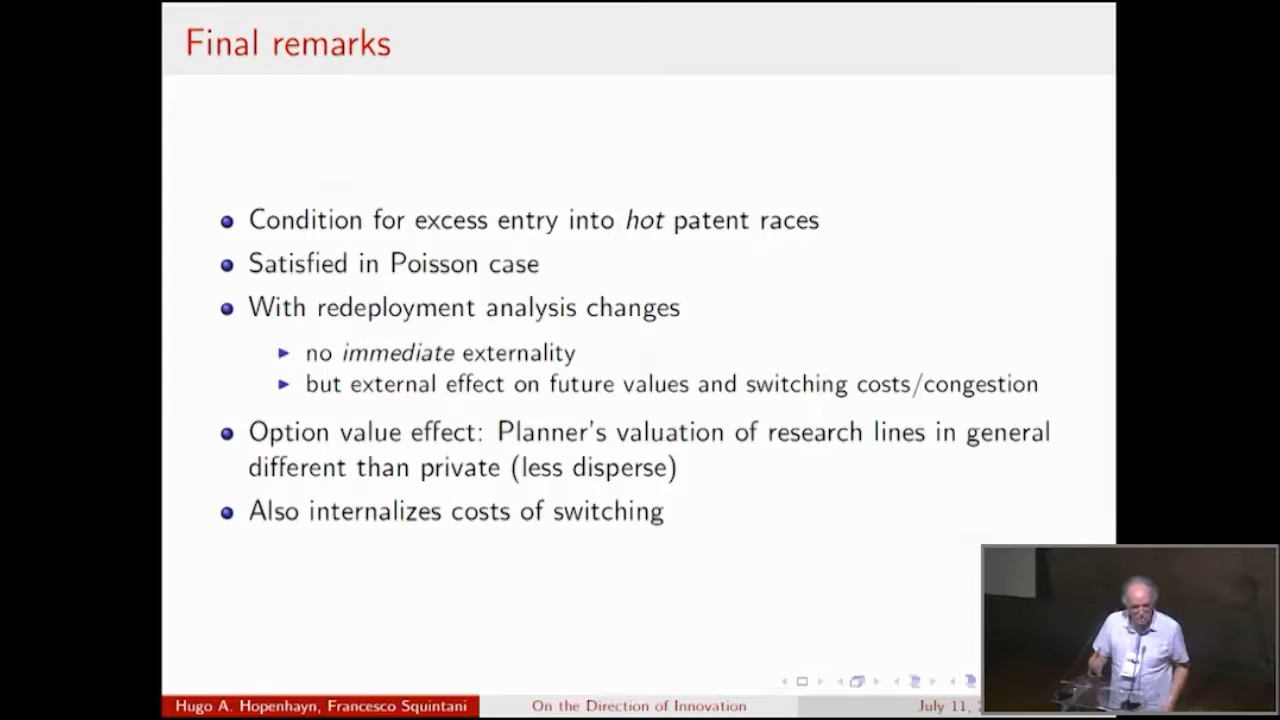 Final remarks
Condition for excess entry into hot patent races
Satisfied in Poisson case
With redeployment analysis changes
no immediate externality
but external effect on future values and switching costs/congestion
Option value effect: Planner's valuation of research lines in general
different than private (less disperse)
Also internalizes costs of switching
Hugo A. Hopenhayn, Francesco Squintani
On the Direction of Innovation
July 11,